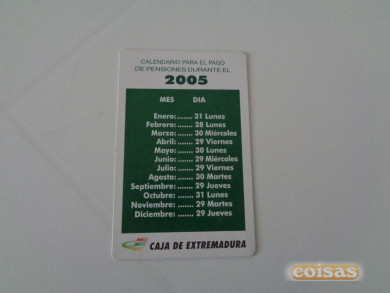 CALENDARIO PARA EL PAGO
DE PENSIONES DURANTE EL
2005
MES DIA
Enero:....... 31 Lunes
Febrero:....... 28 Lunes
Marzo:....... 30 Miércoles
Abril:....... 29 Viernes
Mayo:....... 30 Lunes
Junio:....... 29 Miércoles
Julio:....... 29 Viernes
Agosto:....... 30 Martes
Septiembre:....... 29 Jueves
Octubre:....... 31 Lunes
Noviembre:....... 29 Martes
Diciembre:....... 29 Jueves
CAJA DE EXTREMADURA
coisas